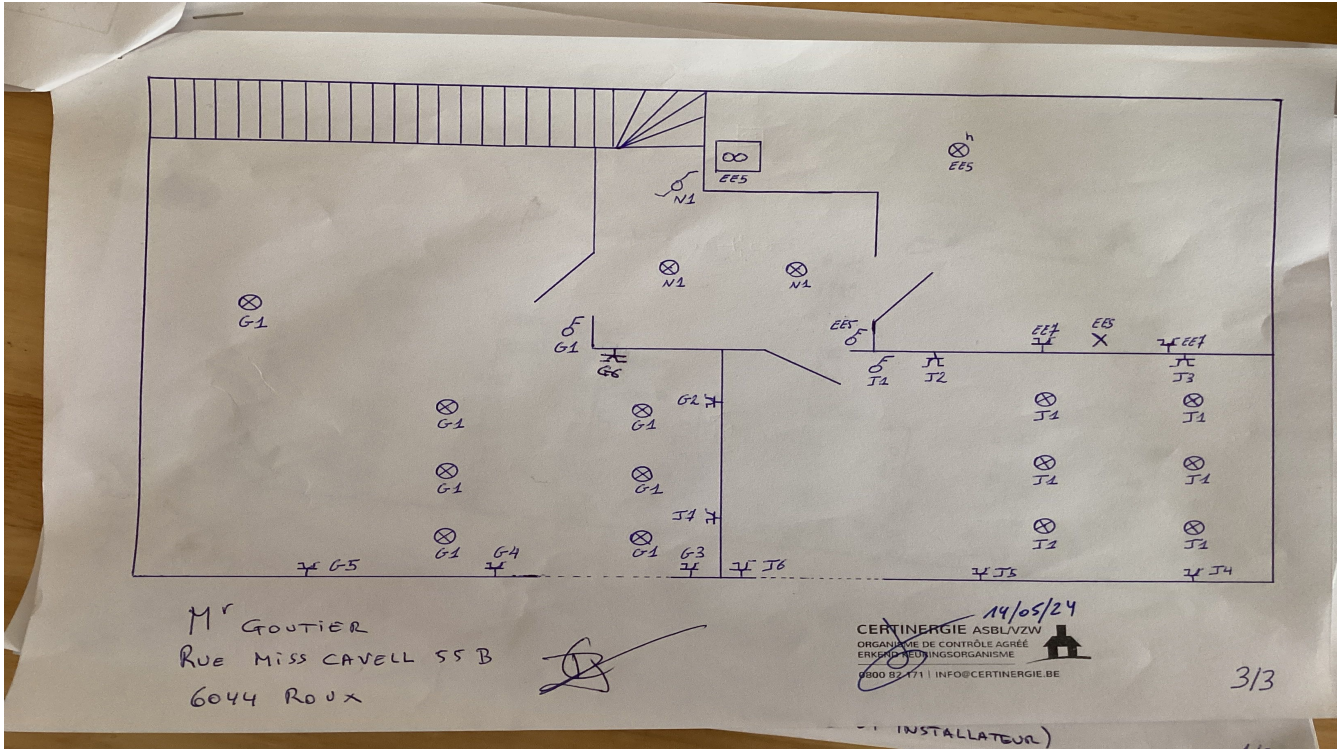 h
EE5
EE5
N1
N1
N1
G1
G1
EE5
EE7
EE5
EE7
G6
J1
J2
J3
G2
G1
G1
J1
J1
G1
G1
J1
J1
J7
G1
G1
J1
J1
G5
G4
G3
J6
J5
J4
Mr GOUTIER
RUE MISS CAVELL 55 B
6044 ROUX
14/05/24
CERTINERGIE ASBL/VZW
ORGANISME DE CONTRÔLE AGRÉÉ
ERKEND KEURINGSORGANISME
0800 82 171 | INFO@CERTINERGIE.BE
3/3
INSTALLATEUR)